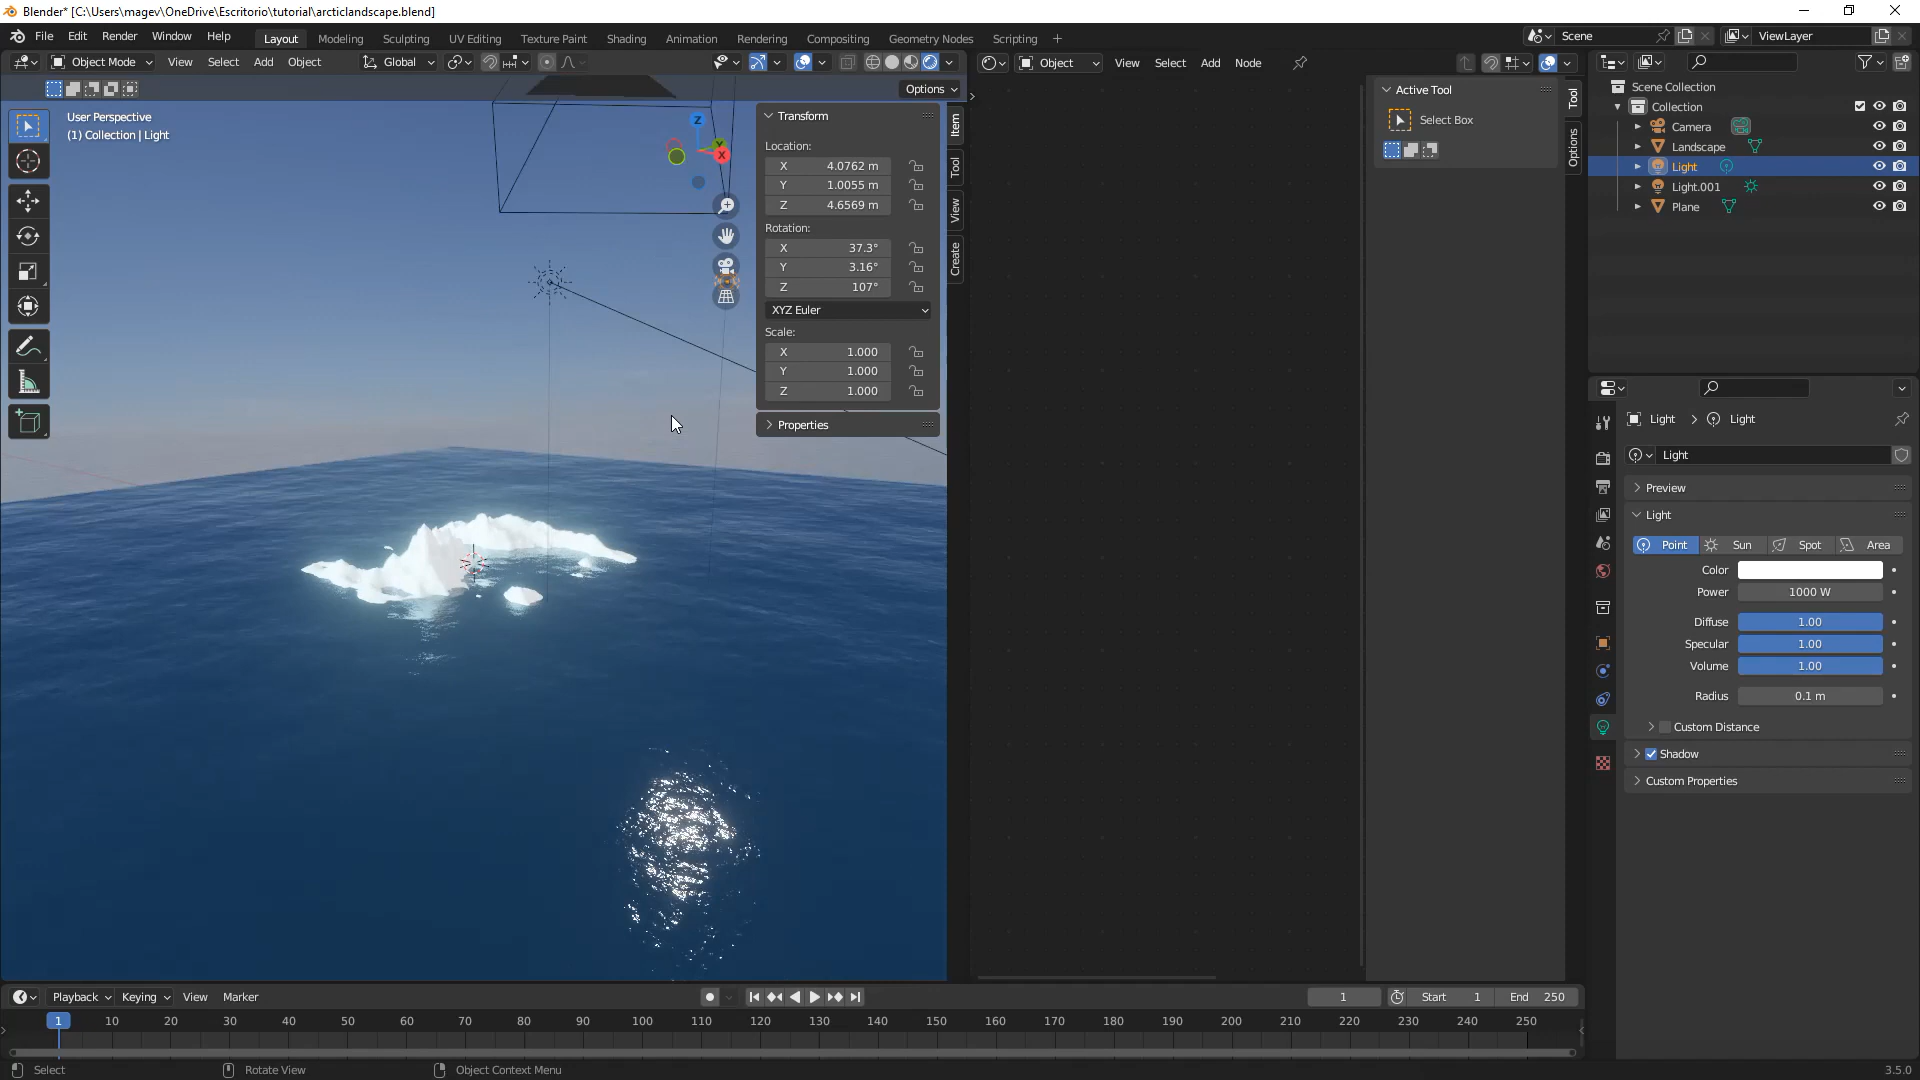 Blender* [C:\Users\magev\OneDrive\Escritorio\tutorial\arcticlandscape.blend]
File Edit Render Window Help Layout Modeling Sculpting UV Editing Texture Paint Shading Animation Rendering Compositing Geometry Nodes Scripting + Scene ViewLayer
Object Mode View Select Add Object Global Object View Select Add Node
Options
User Perspective
(1) Collection | Light
Transform
Location:
X 4.0762 m
Y 1.0055 m
Z 4.6569 m
Rotation:
X 37.3°
Y 3.16°
Z 107°
XYZ Euler
Scale:
X 1.000
Y 1.000
Z 1.000
Properties
Item
Tool
View
Create
Z
Y
X
Active Tool
Select Box
Tool
Options
Scene Collection
Collection
Camera
Landscape
Light
Light.001
Plane
Light > Light
Light
Preview
Light
Point Sun Spot Area
Color
Power 1000 W
Diffuse 1.00
Specular 1.00
Volume 1.00
Radius 0.1 m
Custom Distance
Shadow
Custom Properties
Playback Keying View Marker 1 Start 1 End 250
1 10 20 30 40 50 60 70 80 90 100 110 120 130 140 150 160 170 180 190 200 210 220 230 240 250
Select Rotate View Object Context Menu 3.5.0